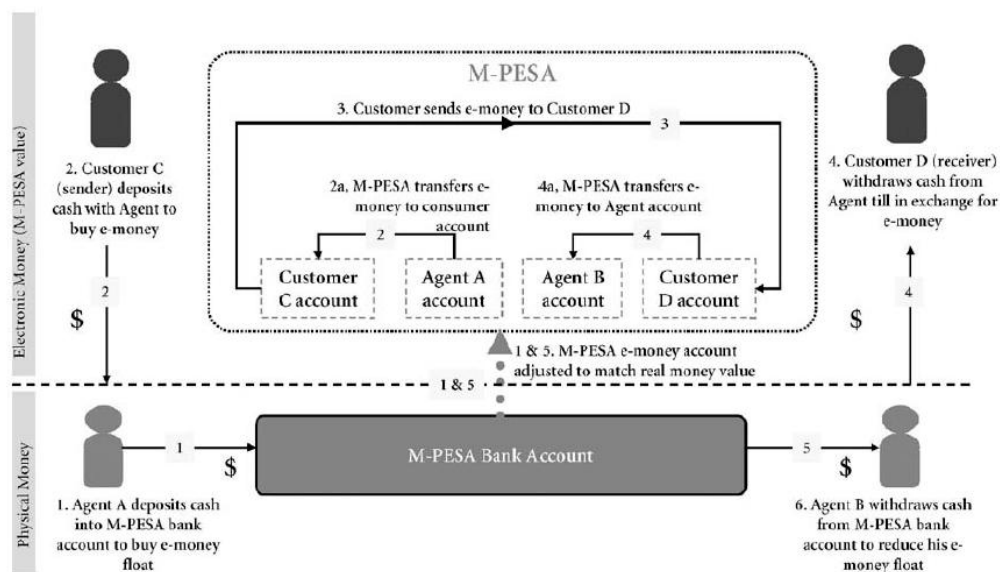 Electronic Money (M-PESA value)
Physical Money
M-PESA
3. Customer sends e-money to Customer D
3
2. Customer C
(sender) deposits
cash with Agent to
buy e-money
2a, M-PESA transfers e-
money to consumer
account
4a, M-PESA transfers e-
money to Agent account
4. Customer D (receiver)
withdraws cash from
Agent till in exchange for
e-money
2
4
Customer
C account
Agent A
account
Agent B
account
Customer
D account
2
$
4
$
1 & 5. M-PESA e-money account
adjusted to match real money value
1 & 5
1
$
M-PESA Bank Account
5
$
1. Agent A deposits cash
into M-PESA bank
account to buy e-money
float
6. Agent B withdraws cash
from M-PESA bank
account to reduce his e-
money float